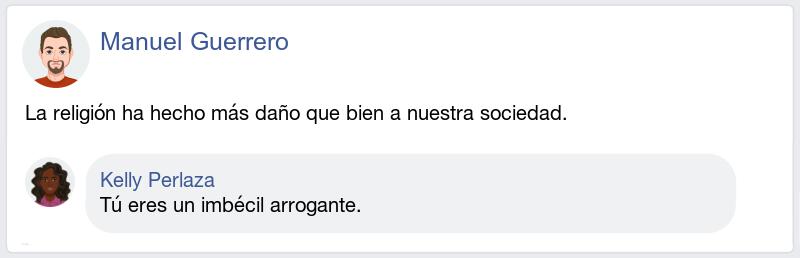 Manuel Guerrero
La religión ha hecho más daño que bien a nuestra sociedad.
Kelly Perlaza
Tú eres un imbécil arrogante.